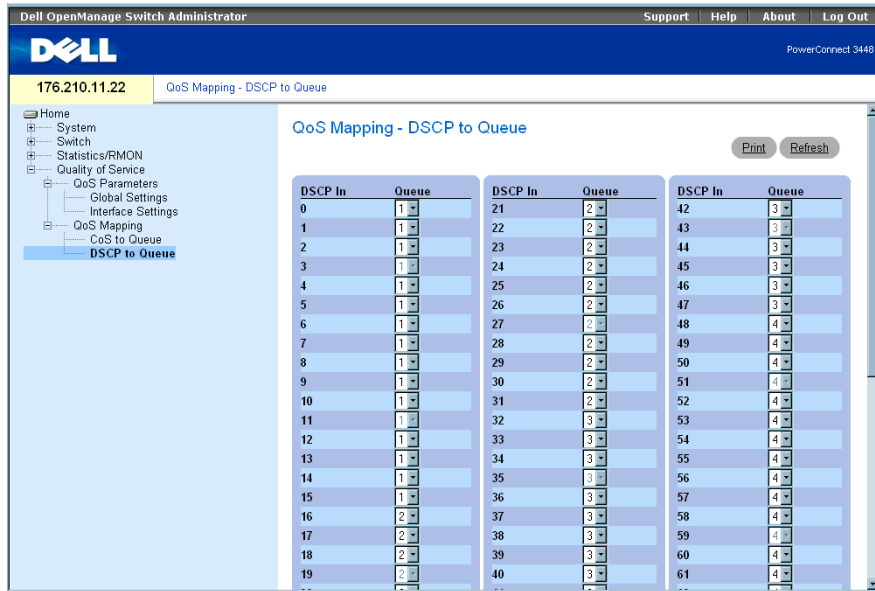 Dell OpenManage Switch Administrator Support Help About Log Out
DELL PowerConnect 3448
176.210.11.22 QoS Mapping - DSCP to Queue
Home
System
Switch
Statistics/RMON
Quality of Service
QoS Parameters
Global Settings
Interface Settings
QoS Mapping
CoS to Queue
DSCP to Queue
QoS Mapping - DSCP to Queue
Print Refresh
DSCP In Queue DSCP In Queue DSCP In Queue
0 1 21 2 42 3
1 1 22 2 43 3
2 1 23 2 44 3
3 1 24 2 45 3
4 1 25 2 46 3
5 1 26 2 47 3
6 1 27 2 48 4
7 1 28 2 49 4
8 1 29 2 50 4
9 1 30 2 51 4
10 1 31 2 52 4
11 1 32 3 53 4
12 1 33 3 54 4
13 1 34 3 55 4
14 1 35 3 56 4
15 1 36 3 57 4
16 2 37 3 58 4
17 2 38 3 59 4
18 2 39 3 60 4
19 2 40 3 61 4